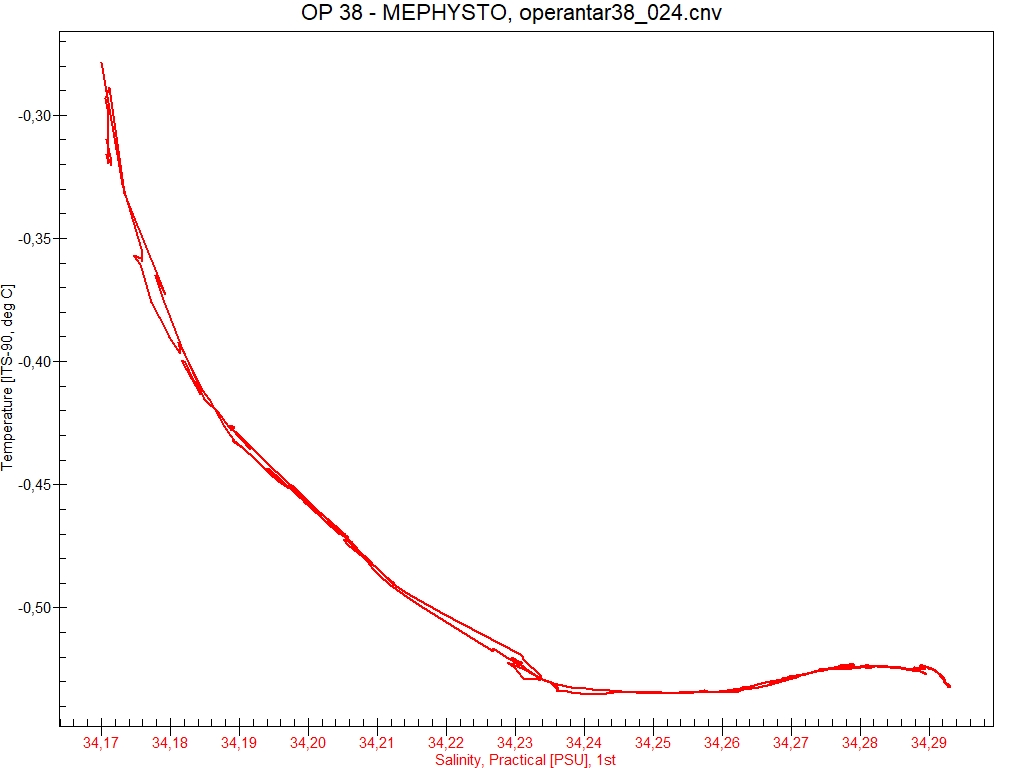 OP 38 - MEPHYSTO, operantar38_024.cnv
-0,30
-0,35
-0,40
-0,45
-0,50
Temperature [ITS-90, deg C]
34,17 34,18 34,19 34,20 34,21 34,22 34,23 34,24 34,25 34,26 34,27 34,28 34,29
Salinity, Practical [PSU], 1st